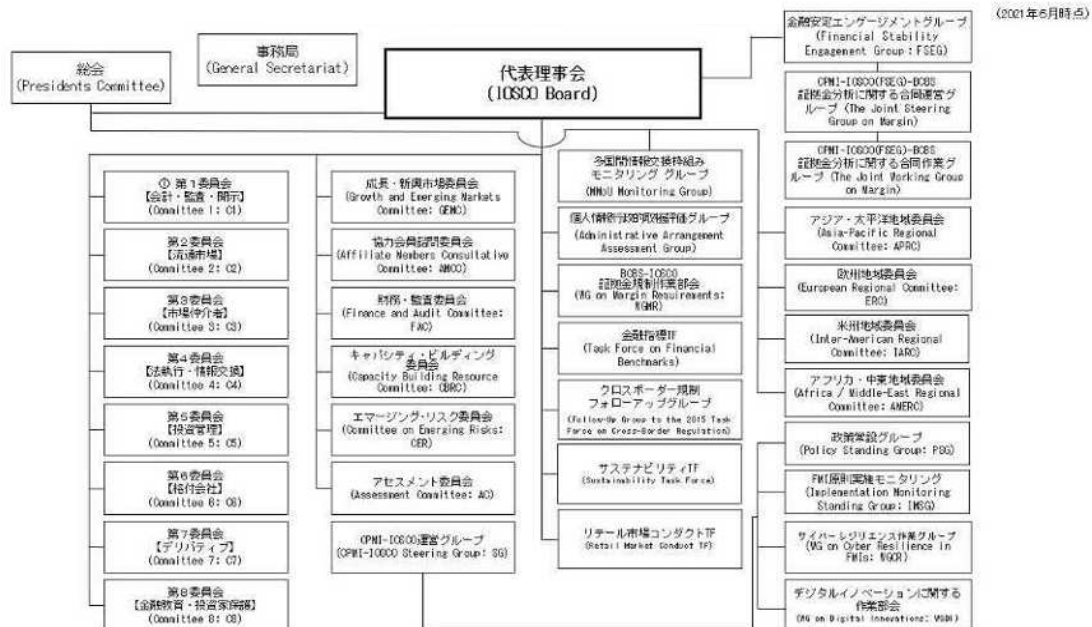 (2021年6月時点)
総会
(Presidents Committee)
事務局
(General Secretariat)
代表理事会
(IOSCO Board)
金融安定エンゲージメントグループ
(Financial Stability
Engagement Group: FSEG)
CPMI-IOSCO(FSEG)-BCBS
証拠金分析に関する合同運営グ
ループ (The Joint Steering
Group on Margin)
CPMI-IOSCO(FSEG)-BCBS
証拠金分析に関する合同作業グ
ループ (The Joint Working Group
on Margin)
アジア・太平洋地域委員会
(Asia-Pacific Regional
Committee: APRC)
欧州地域委員会
(European Regional Committee:
ERC)
米州地域委員会
(Inter-American Regional
Committee: IARC)
アフリカ・中東地域委員会
(Africa / Middle-East Regional
Committee: AMERC)
政策常設グループ
(Policy Standing Group: PSG)
FMI原則実施モニタリング
(Implementation Monitoring
Standing Group: IMSG)
サイバーレジリエンス作業グループ
(WG on Cyber Resilience in
FMIs: WGCR)
デジタルイノベーションに関する
作業部会
(WG on Digital Innovations: WGDI)
① 第1委員会
【会計・監査・開示】
(Committee 1: C1)
第2委員会
【流通市場】
(Committee 2: C2)
第3委員会
【市場仲介者】
(Committee 3: C3)
第4委員会
【法執行・情報交換】
(Committee 4: C4)
第5委員会
【投資管理】
(Committee 5: C5)
第6委員会
【格付会社】
(Committee 6: C6)
第7委員会
【デリバティブ】
(Committee 7: C7)
第8委員会
【金融教育・投資家保護】
(Committee 8: C8)
成長・新興市場委員会
(Growth and Emerging Markets
Committee: GEMC)
協力会員諮問委員会
(Affiliate Members Consultative
Committee: AMCC)
財務・監査委員会
(Finance and Audit Committee:
FAC)
キャパシティ・ビルディング
委員会
(Capacity Building Resource
Committee: CBRC)
エマージング・リスク委員会
(Committee on Emerging Risks: CER)
アセスメント委員会
(Assessment Committee: AC)
CPMI-IOSCO運営グループ
(CPMI-IOSCO Steering Group: SG)
多国間情報交換枠組み
モニタリング グループ
(MMoU Monitoring Group)
(Administrative Arrangement
Assessment Group)
BCBS-IOSCO
証拠金規制作業部会
(WG on Margin Requirements:
WGMR)
金融指標TF
(Task Force on Financial
Benchmarks)
クロスボーダー規制
フォローアップグループ
(Follow-Up Group to the 2015 Task
Force on Cross-Border Regulation)
サステナビリティTF
(Sustainability Task Force)
リテール市場コンダクトTF
(Retail Market Conduct TF)